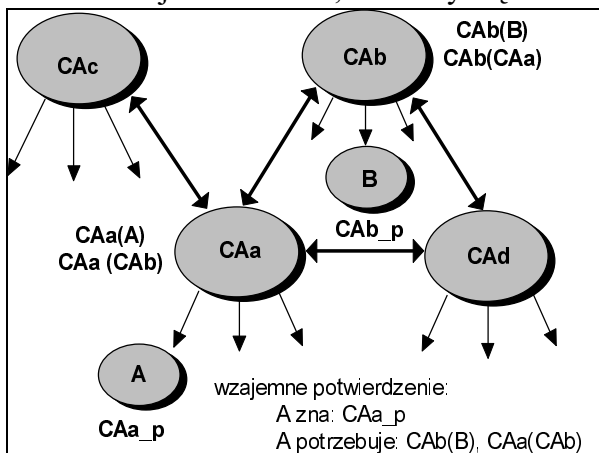 CAc
CAb
CAb(B)
CAb(CAa)
B
CAb_p
CAa(A)
CAa (CAb)
CAa
CAd
A
CAa_p
wzajemne potwierdzenie:
A zna: CAa_p
A potrzebuje: CAb(B), CAa(CAb)